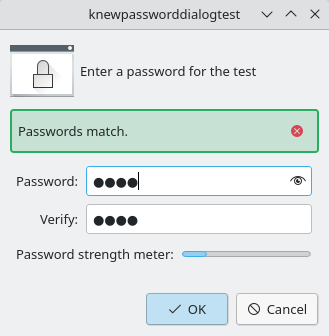 knewpassworddialogtest
Enter a password for the test
Passwords match.
Password: ●●●●
Verify: ●●●●
Password strength meter:
OK Cancel